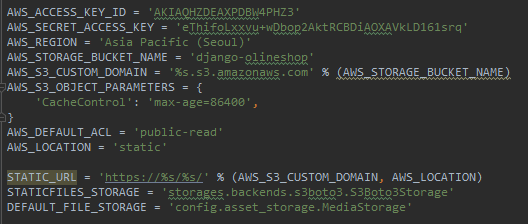 AWS_ACCESS_KEY_ID = 'AKIAQHZDEAXPDBW4PHZ3'
AWS_SECRET_ACCESS_KEY = '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'
AWS_REGION = 'Asia Pacific (Seoul)'
AWS_STORAGE_BUCKET_NAME = 'django-olineshop'
AWS_S3_CUSTOM_DOMAIN = '%s.s3.amazonaws.com' % (AWS_STORAGE_BUCKET_NAME)
AWS_S3_OBJECT_PARAMETERS = {
'CacheControl': 'max-age=86400',
}
AWS_DEFAULT_ACL = 'public-read'
AWS_LOCATION = 'static'
STATIC_URL = 'https://%s/%s/' % (AWS_S3_CUSTOM_DOMAIN, AWS_LOCATION)
STATICFILES_STORAGE = 'storages.backends.s3boto3.S3Boto3Storage'
DEFAULT_FILE_STORAGE = 'config.asset_storage.MediaStorage'